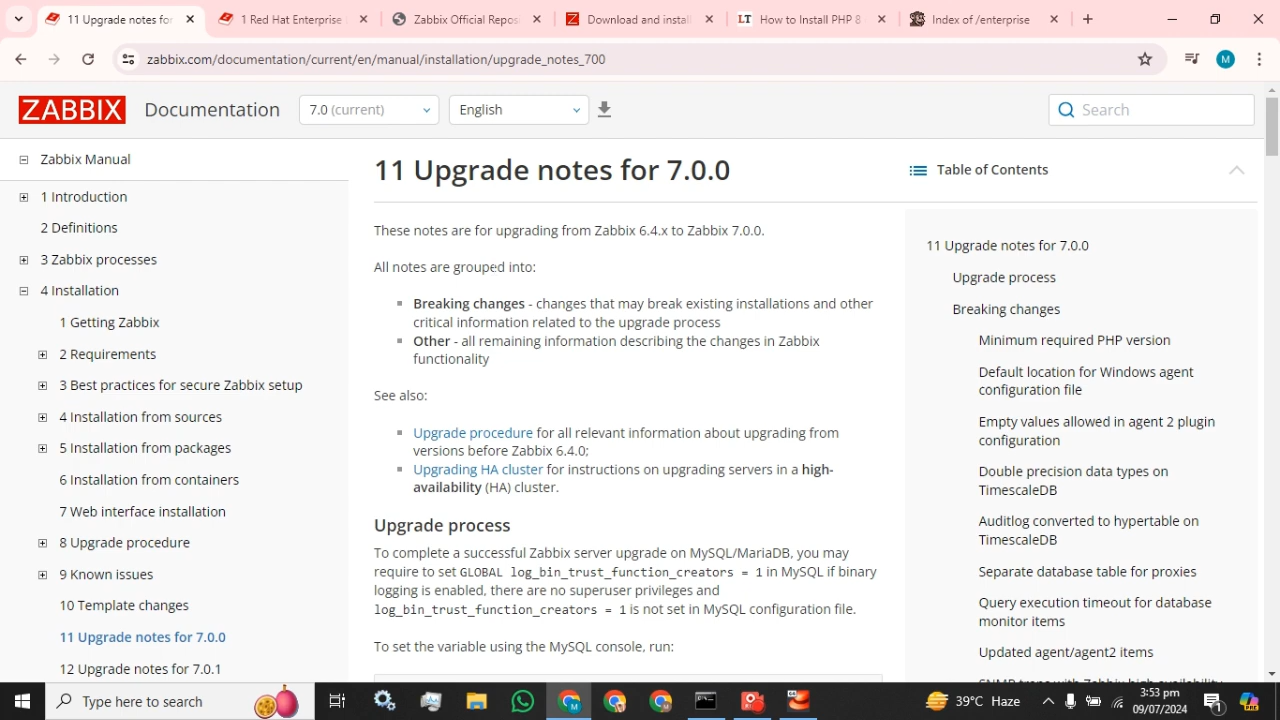 11 Upgrade notes for
1 Red Hat Enterprise
Zabbix Official Repos
Download and instal
LT How to Install PHP 8
Index of /enterprise
zabbix.com/documentation/current/en/manual/installation/upgrade_notes_700
M
ZABBIX Documentation
7.0 (current)
English
Search
Zabbix Manual
1 Introduction
2 Definitions
3 Zabbix processes
4 Installation
1 Getting Zabbix
2 Requirements
3 Best practices for secure Zabbix setup
4 Installation from sources
5 Installation from packages
6 Installation from containers
7 Web interface installation
8 Upgrade procedure
9 Known issues
10 Template changes
11 Upgrade notes for 7.0.0
12 Upgrade notes for 7.0.1
11 Upgrade notes for 7.0.0
These notes are for upgrading from Zabbix 6.4.x to Zabbix 7.0.0.
All notes are grouped into:
Breaking changes - changes that may break existing installations and other
critical information related to the upgrade process
Other - all remaining information describing the changes in Zabbix
functionality
See also:
Upgrade procedure for all relevant information about upgrading from
versions before Zabbix 6.4.0;
Upgrading HA cluster for instructions on upgrading servers in a high-
availability (HA) cluster.
Upgrade process
To complete a successful Zabbix server upgrade on MySQL/MariaDB, you may
require to set GLOBAL log_bin_trust_function_creators = 1 in MySQL if binary
logging is enabled, there are no superuser privileges and
log_bin_trust_function_creators = 1 is not set in MySQL configuration file.
To set the variable using the MySQL console, run:
Table of Contents
11 Upgrade notes for 7.0.0
Upgrade process
Breaking changes
Minimum required PHP version
Default location for Windows agent
configuration file
Empty values allowed in agent 2 plugin
configuration
Double precision data types on
TimescaleDB
Auditlog converted to hypertable on
TimescaleDB
Separate database table for proxies
Query execution timeout for database
monitor items
Updated agent/agent2 items
SNMP traps with Zabbix high availability
Type here to search
39°C Haze
3:53 pm
09/07/2024